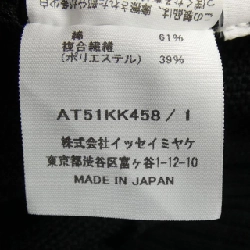 綿 61%
複合繊維
(ポリエステル) 39%
AT51KK458 / 1
株式会社イッセイミヤケ
東京都渋谷区富ヶ谷1-12-10
MADE IN JAPAN